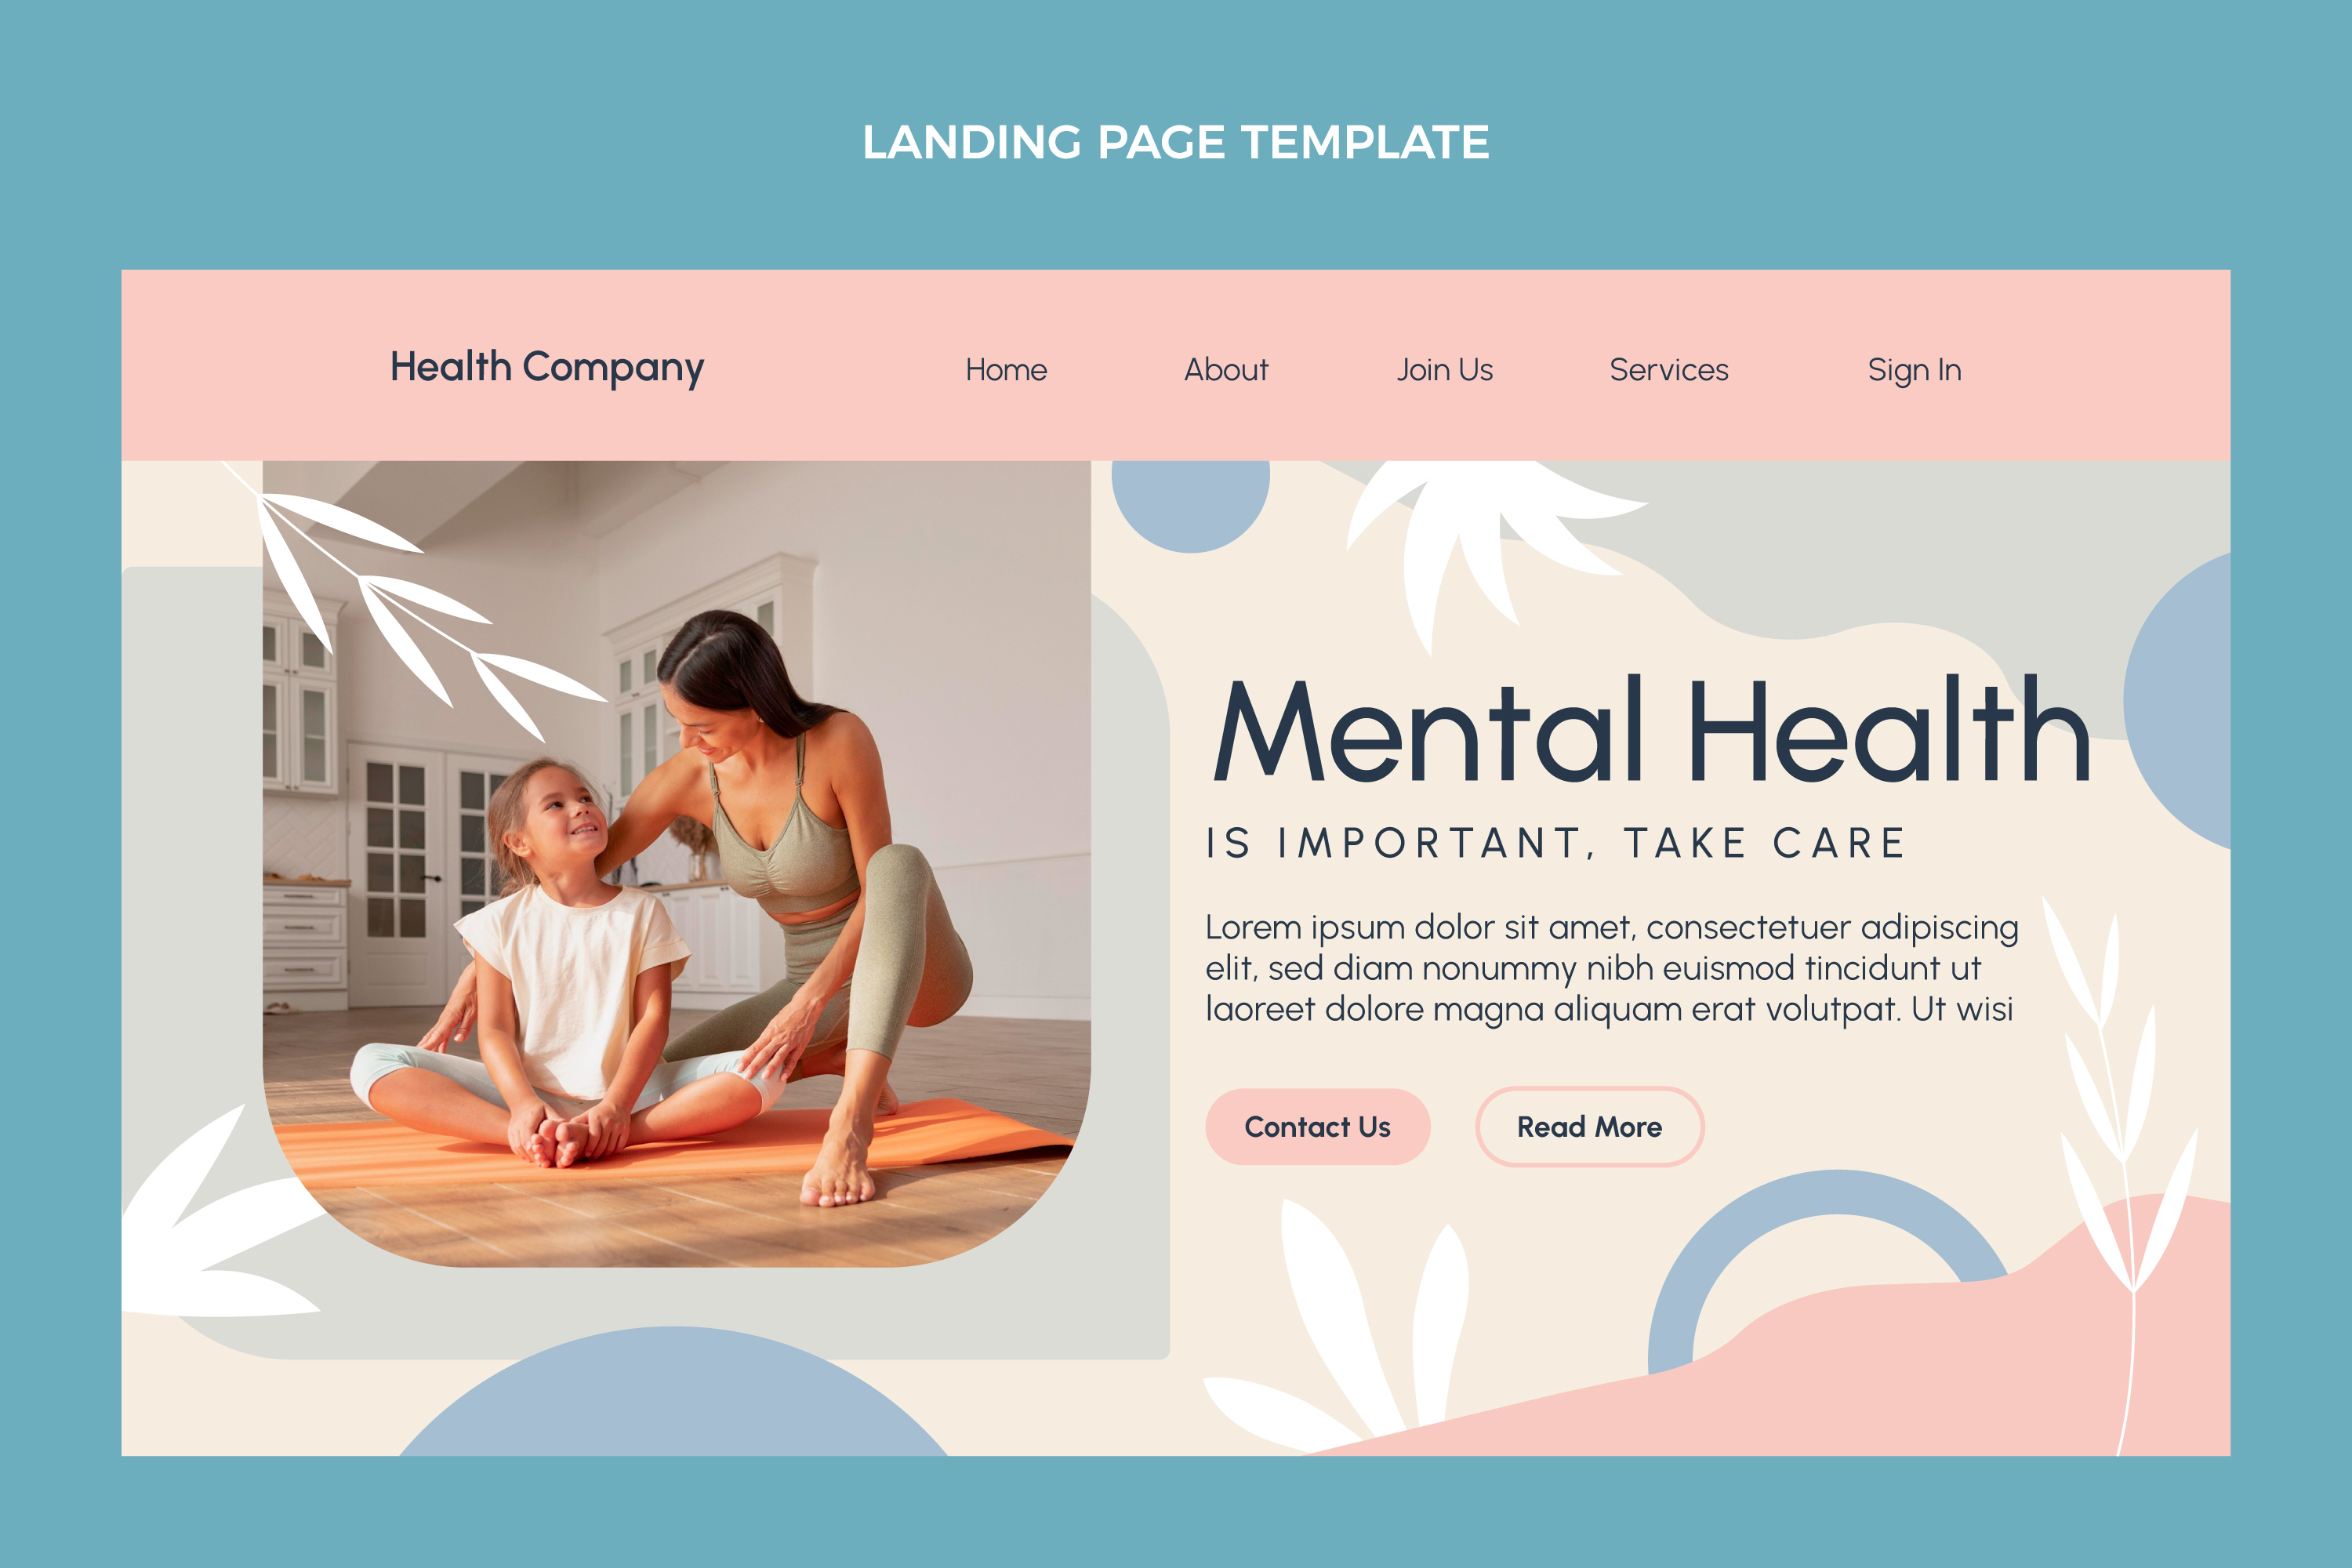 LANDING PAGE TEMPLATE
Health Company
Home
About
Join Us
Services
Sign In
Mental Health
IS IMPORTANT, TAKE CARE
Lorem ipsum dolor sit amet, consectetuer adipiscing
elit, sed diam nonummy nibh euismod tincidunt ut
laoreet dolore magna aliquam erat volutpat. Ut wisi
Contact Us
Read More